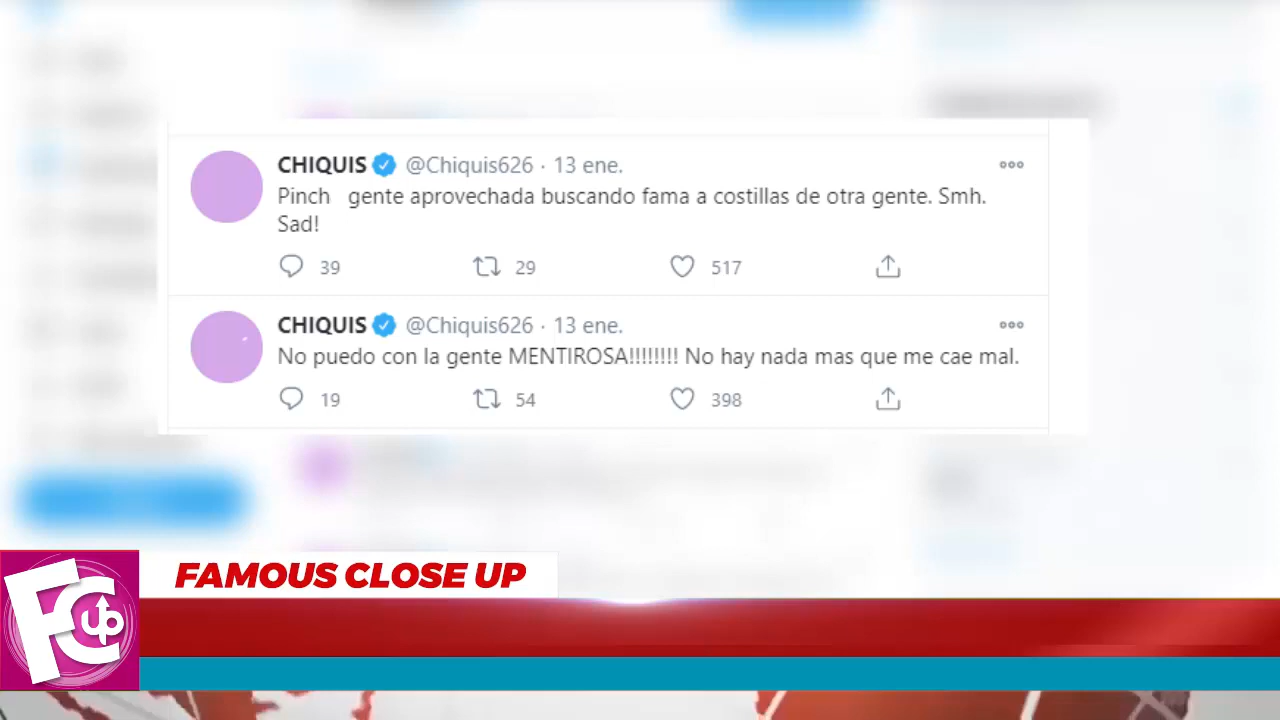 CHIQUIS @Chiquis626 · 13 ene.
Pinch gente aprovechada buscando fama a costillas de otra gente. Smh.
Sad!
39 29 517
CHIQUIS @Chiquis626 · 13 ene.
No puedo con la gente MENTIROSA!!!!!!!! No hay nada mas que me cae mal.
19 54 398
FAMOUS CLOSE UP
FC up